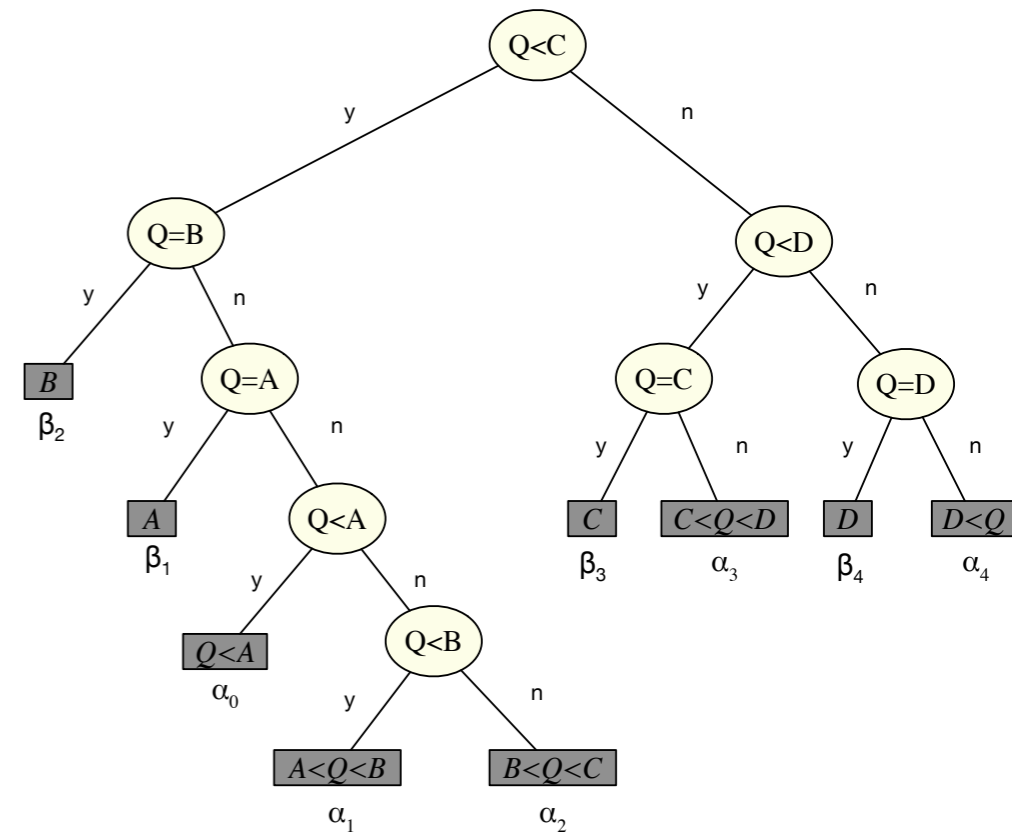 Q<C
y
n
Q=B
Q<D
y
n
y
n
B
Q=A
Q=C
Q=D
β₂
y
n
y
n
y
n
A
Q<A
C
C<Q<D
D
D<Q
β₁
β₃
α₃
β₄
α₄
y
n
Q<A
Q<B
α₀
y
n
A<Q<B
B<Q<C
α₁
α₂